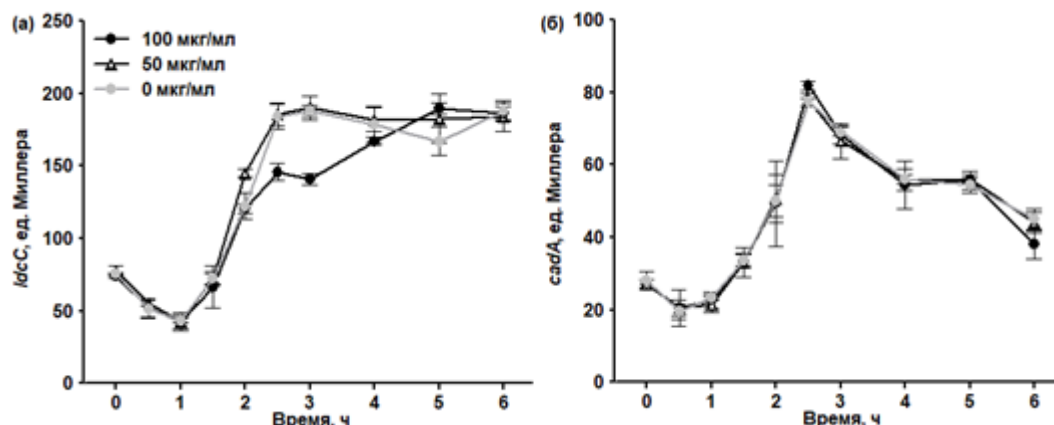 (а)
250
200
150
100
50
0
ldcC, ед. Миллера
100 мкг/мл
50 мкг/мл
0 мкг/мл
0 1 2 3 4 5 6
Время, ч
(б)
100
80
60
40
20
0
cadA, ед. Миллера
0 1 2 3 4 5 6
Время, ч